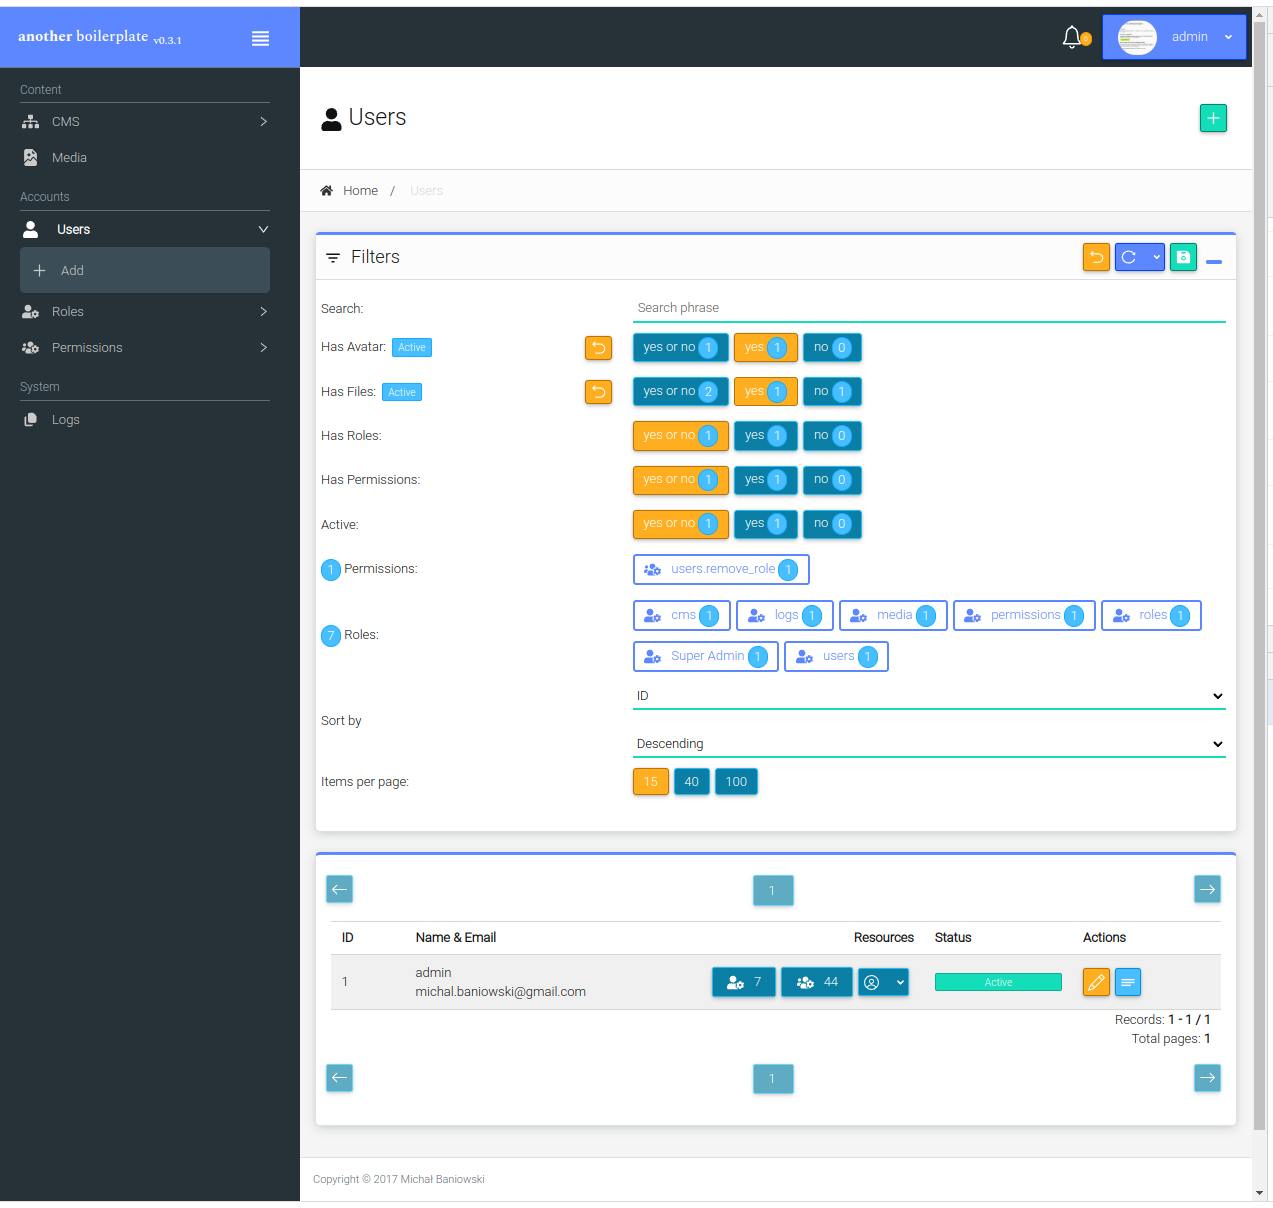 another boilerplate v0.3.1
0
admin
Content
CMS
Media
Accounts
Users
Add
Roles
Permissions
System
Logs
Users
Home / Users
Filters
Search: Search phrase
Has Avatar: Active yes or no 1 yes 1 no 0
Has Files: Active yes or no 2 yes 1 no 1
Has Roles: yes or no 1 yes 1 no 0
Has Permissions: yes or no 1 yes 1 no 0
Active: yes or no 1 yes 1 no 0
1 Permissions: users.remove_role 1
7 Roles: cms 1 logs 1 media 1 permissions 1 roles 1
Super Admin 1 users 1
Sort by ID
Descending
Items per page: 15 40 100
1
ID Name & Email Resources Status Actions
1 admin 7 44 Active
michal.baniowski@gmail.com
Records: 1 - 1 / 1
Total pages: 1
1
Copyright © 2017 Michał Baniowski